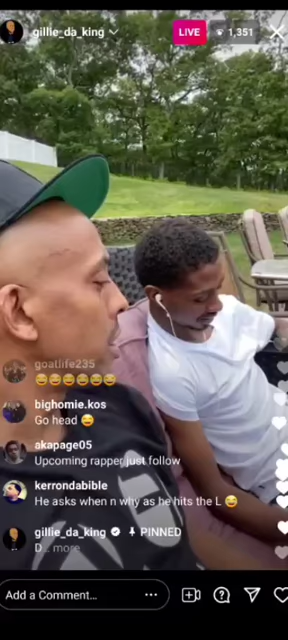 gillie_da_king
LIVE
1,351
goatlife235
😂😂😂😂😂😂
bighomie.kos
Go head 😂
akapage05
Upcoming rapper just follow
kerrondabible
He asks when n why as he hits the L 😂
gillie_da_king PINNED
D... more
Add a Comment...